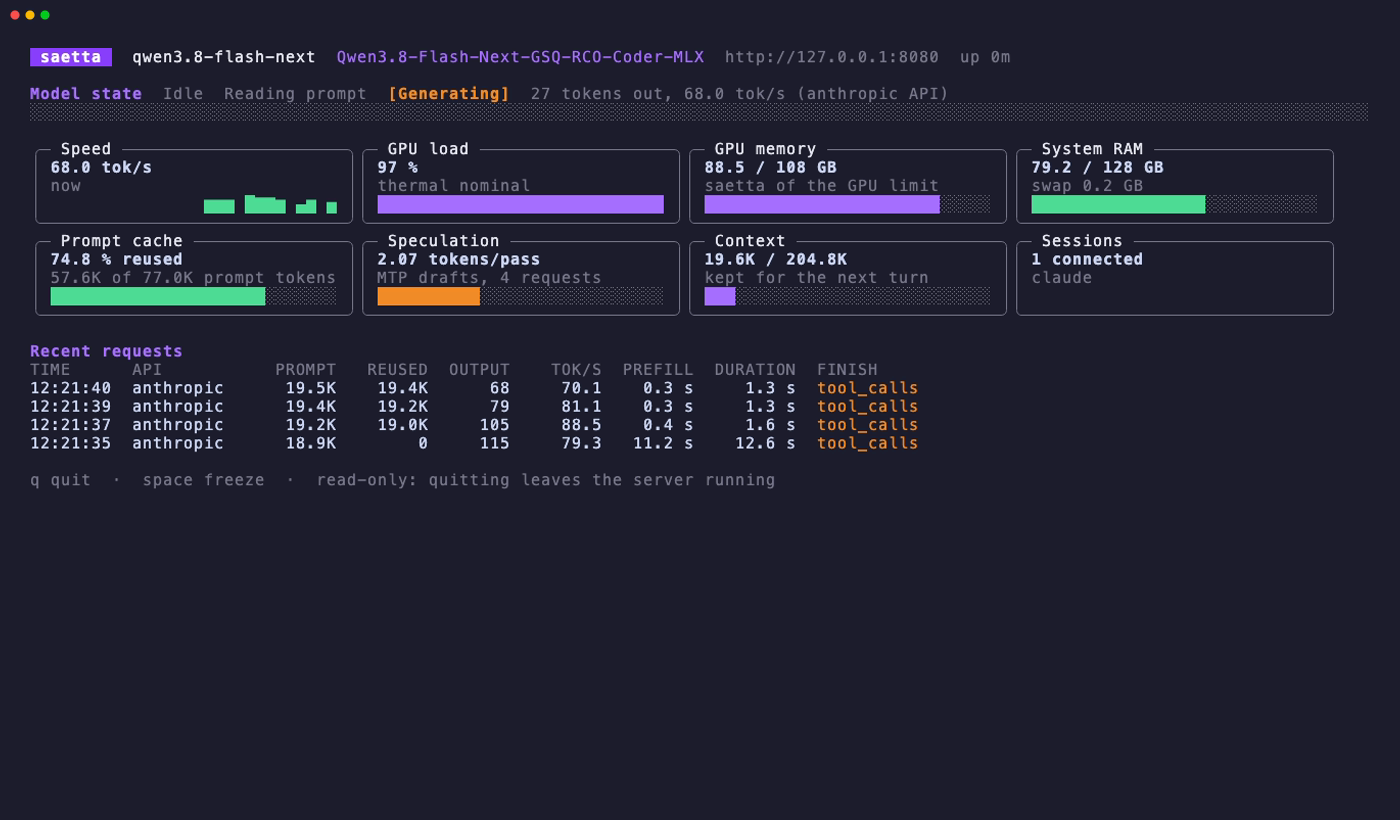 saetta qwen3.8-flash-next Qwen3.8-Flash-Next-GSQ-RCO-Coder-MLX http://127.0.0.1:8080 up 0m
Model state Idle Reading prompt [Generating] 27 tokens out, 68.0 tok/s (anthropic API)
Speed
68.0 tok/s
now
GPU load
97 %
thermal nominal
GPU memory
88.5 / 108 GB
saetta of the GPU limit
System RAM
79.2 / 128 GB
swap 0.2 GB
Prompt cache
74.8 % reused
57.6K of 77.0K prompt tokens
Speculation
2.07 tokens/pass
MTP drafts, 4 requests
Context
19.6K / 204.8K
kept for the next turn
Sessions
1 connected
claude
Recent requests
TIME API PROMPT REUSED OUTPUT TOK/S PREFILL DURATION FINISH
12:21:40 anthropic 19.5K 19.4K 68 70.1 0.3 s 1.3 s tool_calls
12:21:39 anthropic 19.4K 19.2K 79 81.1 0.3 s 1.3 s tool_calls
12:21:37 anthropic 19.2K 19.0K 105 88.5 0.4 s 1.6 s tool_calls
12:21:35 anthropic 18.9K 0 115 79.3 11.2 s 12.6 s tool_calls
q quit · space freeze · read-only: quitting leaves the server running